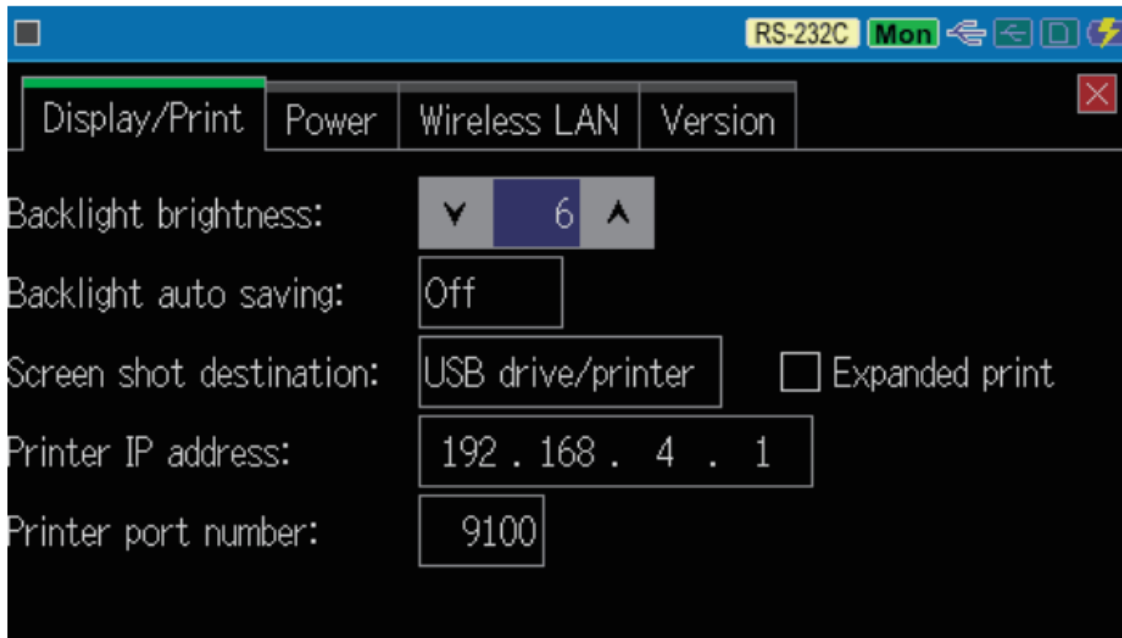 RS-232C Mon
Display/Print Power Wireless LAN Version
Backlight brightness: 6
Backlight auto saving: Off
Screen shot destination: USB drive/printer Expanded print
Printer IP address: 192 . 168 . 4 . 1
Printer port number: 9100